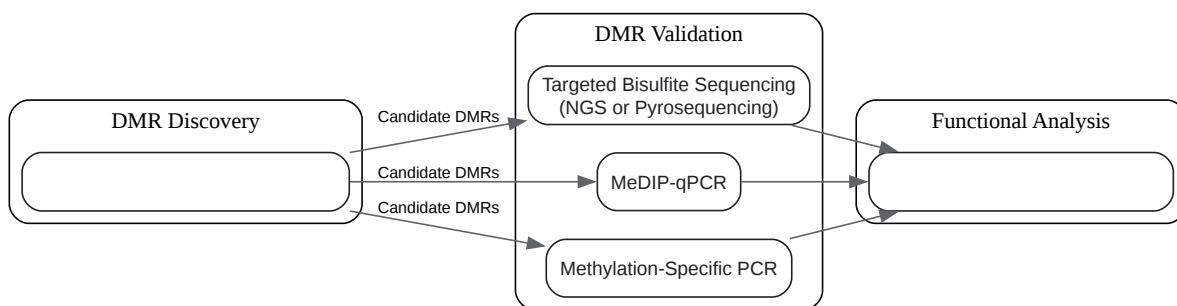 DMR Discovery
Candidate DMRs
Candidate DMRs
Candidate DMRs
DMR Validation
Targeted Bisulfite Sequencing
(NGS or Pyrosequencing)
MeDIP-qPCR
Methylation-Specific PCR
Functional Analysis